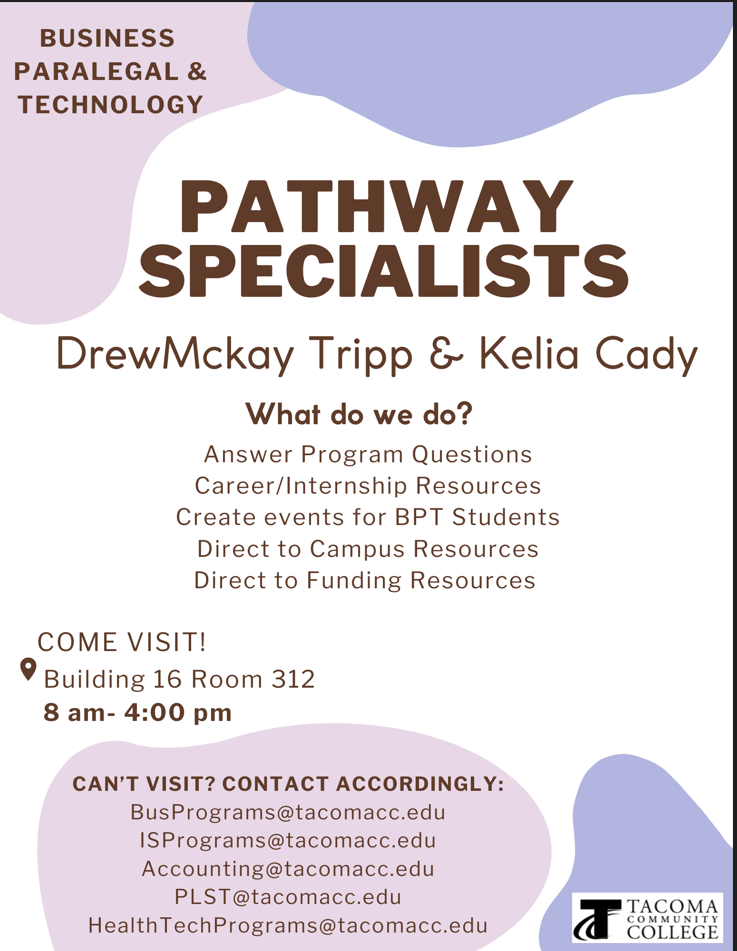 BUSINESS
PARALEGAL &
TECHNOLOGY
PATHWAY
SPECIALISTS
DrewMckay Tripp & Kelia Cady
What do we do?
Answer Program Questions
Career/Internship Resources
Create events for BPT Students
Direct to Campus Resources
Direct to Funding Resources
COME VISIT!
Building 16 Room 312
8 am- 4:00 pm
CAN'T VISIT? CONTACT ACCORDINGLY:
BusPrograms@tacomacc.edu
ISPrograms@tacomacc.edu
Accounting@tacomacc.edu
PLST@tacomacc.edu
HealthTechPrograms@tacomacc.edu
TACOMA
COMMUNITY
COLLEGE